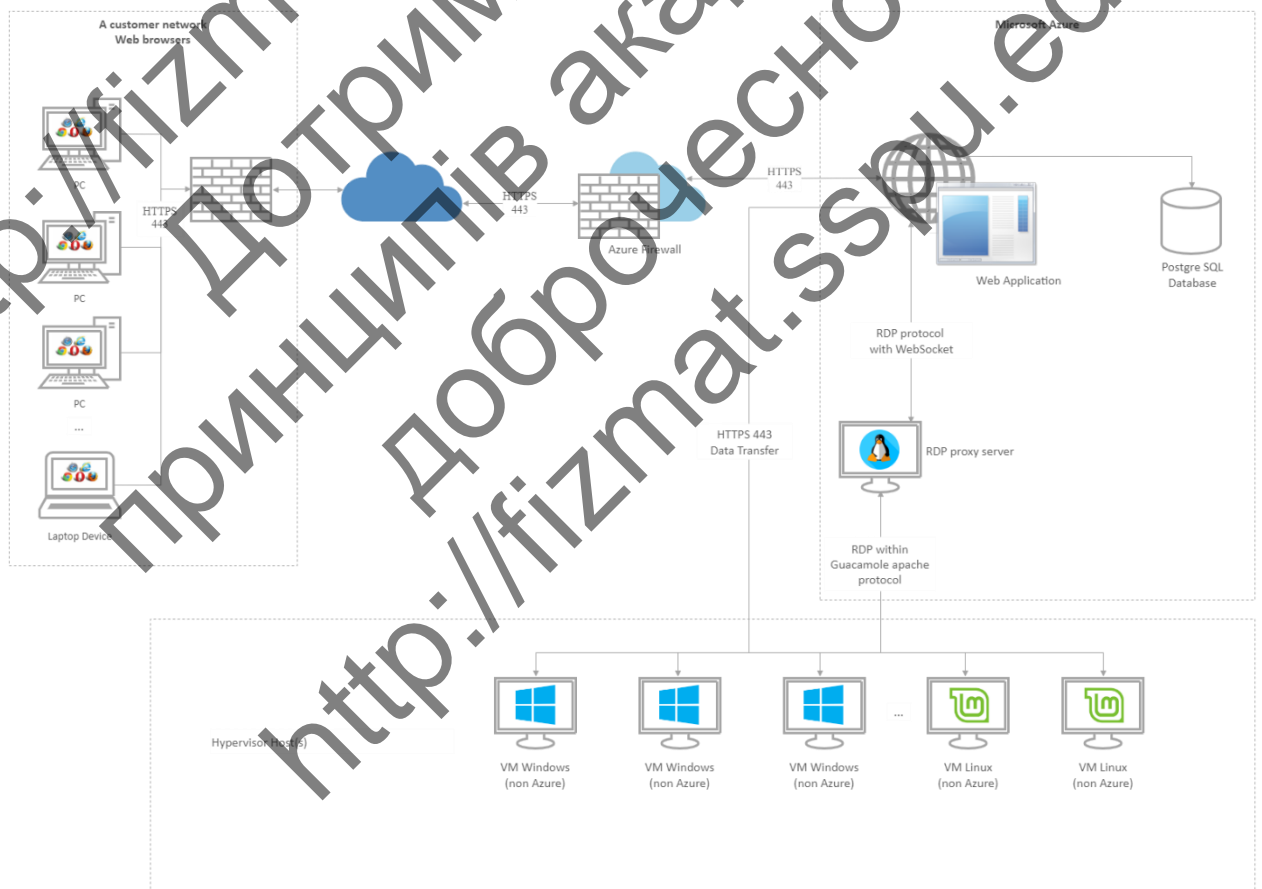 A customer network
Web browsers
Microsoft Azure
PC
HTTPS
443
PC
PC
...
Laptop Device
HTTPS
443
Azure Firewall
HTTPS
443
Web Application
Postgre SQL
Database
RDP protocol
with WebSocket
HTTPS 443
Data Transfer
RDP proxy server
RDP within
Guacamole apache
protocol
Hypervisor Host(s)
VM Windows
(non Azure)
VM Windows
(non Azure)
VM Windows
(non Azure)
...
VM Linux
(non Azure)
VM Linux
(non Azure)
принципів
доброчесно
http://fizmat.sspu.ed